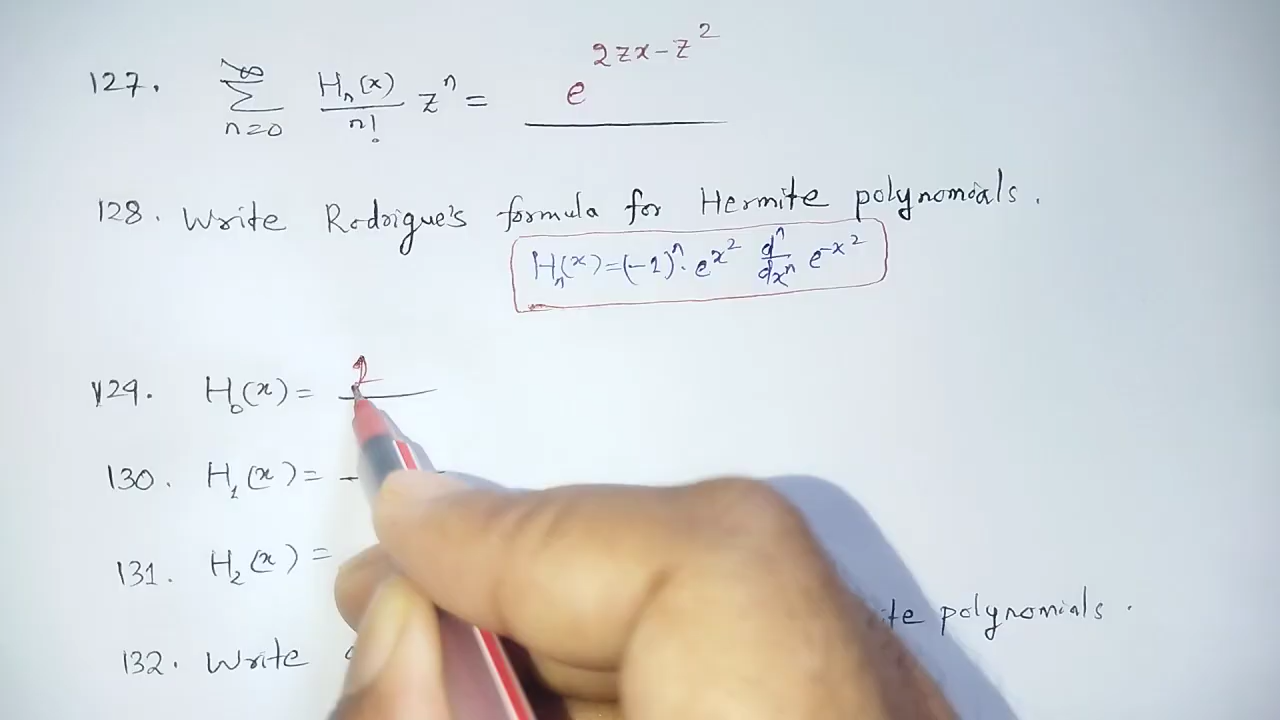 127. ∑_{n=0}^{∞} H_n(x)/n! z^n = e^{2zx-z^2}
128. Write Rodrigue's formula for Hermite polynomials.
H_n(x)=(-1)^n · e^{x^2} d^n/dx^n e^{-x^2}
129. H_0(x) = 1
130. H_1(x) =
131. H_2(x) =
132. Write polynomials.